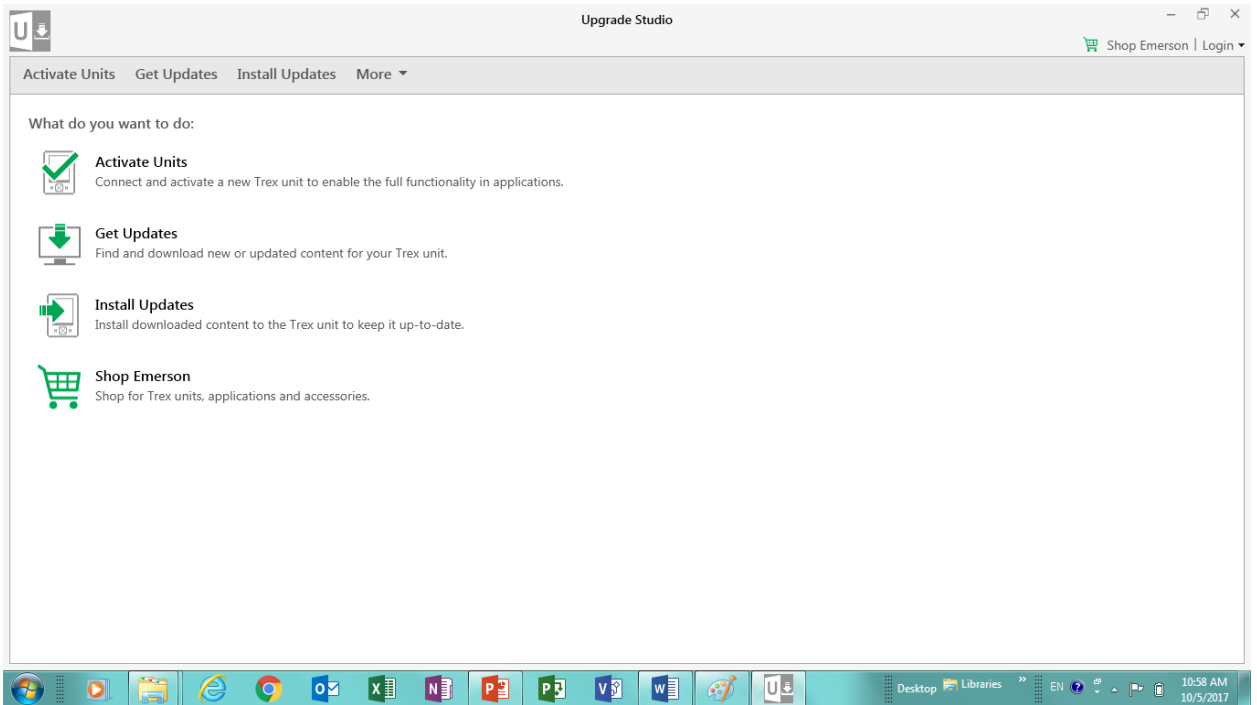 Upgrade Studio
Shop Emerson | Login
Activate Units Get Updates Install Updates More
What do you want to do:
Activate Units
Connect and activate a new Trex unit to enable the full functionality in applications.
Get Updates
Find and download new or updated content for your Trex unit.
Install Updates
Install downloaded content to the Trex unit to keep it up-to-date.
Shop Emerson
Shop for Trex units, applications and accessories.
Desktop Libraries » EN 10:58 AM
10/5/2017